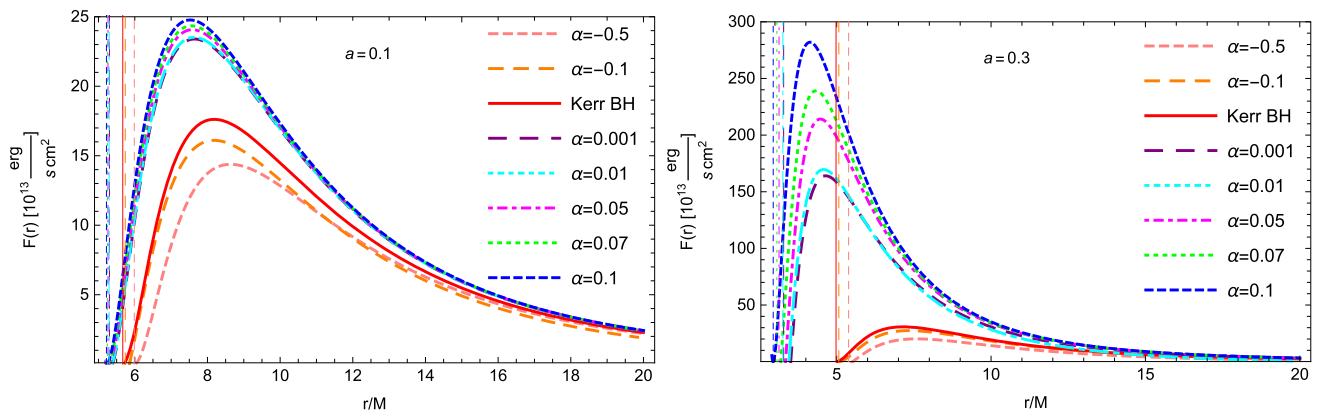 a=0.1
α=-0.5
α=-0.1
Kerr BH
α=0.001
α=0.01
α=0.05
α=0.07
α=0.1
25
20
15
10
5
6 8 10 12 14 16 18 20
F(r) [10^13 erg/(s cm^2)]
r/M
a=0.3
α=-0.5
α=-0.1
Kerr BH
α=0.001
α=0.01
α=0.05
α=0.07
α=0.1
300
250
200
150
100
50
5 10 15 20
F(r) [10^13 erg/(s cm^2)]
r/M